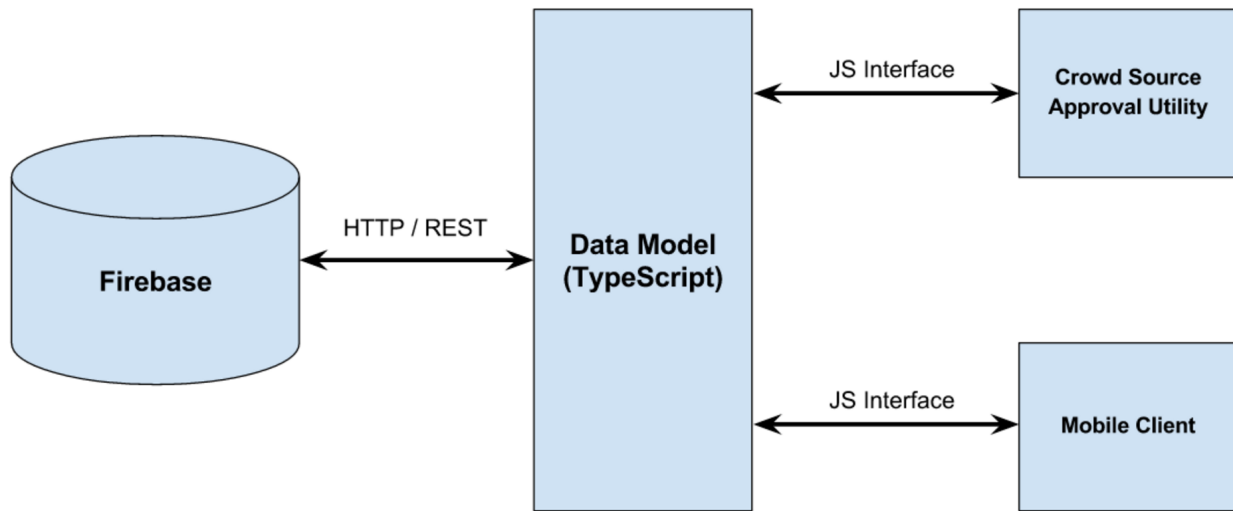 Firebase
HTTP / REST
Data Model
(TypeScript)
JS Interface
Crowd Source
Approval Utility
JS Interface
Mobile Client